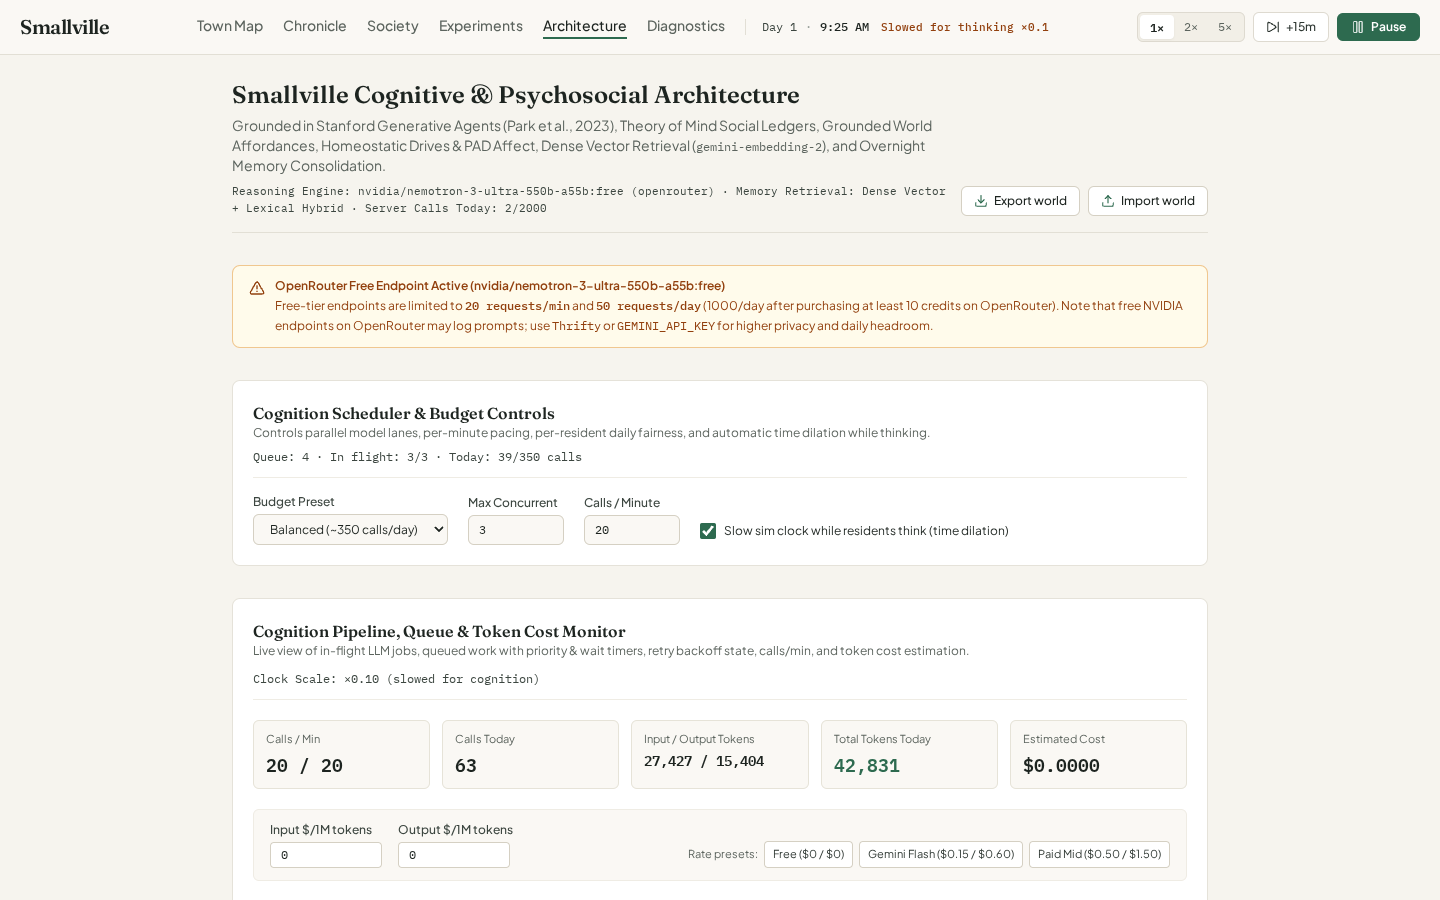 Smallville
Town Map Chronicle Society Experiments Architecture Diagnostics
Day 1 · 9:25 AM Slowed for thinking ×0.1
1× 2× 5×
+15m
Pause
Smallville Cognitive & Psychosocial Architecture
Grounded in Stanford Generative Agents (Park et al., 2023), Theory of Mind Social Ledgers, Grounded World
Affordances, Homeostatic Drives & PAD Affect, Dense Vector Retrieval (gemini-embedding-2), and Overnight
Memory Consolidation.
Reasoning Engine: nvidia/nemotron-3-ultra-550b-a55b:free (openrouter) · Memory Retrieval: Dense Vector
+ Lexical Hybrid · Server Calls Today: 2/2000
Export world
Import world
OpenRouter Free Endpoint Active (nvidia/nemotron-3-ultra-550b-a55b:free)
Free-tier endpoints are limited to 20 requests/min and 50 requests/day (1000/day after purchasing at least 10 credits on OpenRouter). Note that free NVIDIA
endpoints on OpenRouter may log prompts; use Thrifty or GEMINI_API_KEY for higher privacy and daily headroom.
Cognition Scheduler & Budget Controls
Controls parallel model lanes, per-minute pacing, per-resident daily fairness, and automatic time dilation while thinking.
Queue: 4 · In flight: 3/3 · Today: 39/350 calls
Budget Preset Max Concurrent Calls / Minute
Balanced (~350 calls/day) 3 20 Slow sim clock while residents think (time dilation)
Cognition Pipeline, Queue & Token Cost Monitor
Live view of in-flight LLM jobs, queued work with priority & wait timers, retry backoff state, calls/min, and token cost estimation.
Clock Scale: ×0.10 (slowed for cognition)
Calls / Min Calls Today Input / Output Tokens Total Tokens Today Estimated Cost
20 / 20 63 27,427 / 15,404 42,831 $0.0000
Input $/1M tokens Output $/1M tokens
0 0 Rate presets: Free ($0 / $0) Gemini Flash ($0.15 / $0.60) Paid Mid ($0.50 / $1.50)